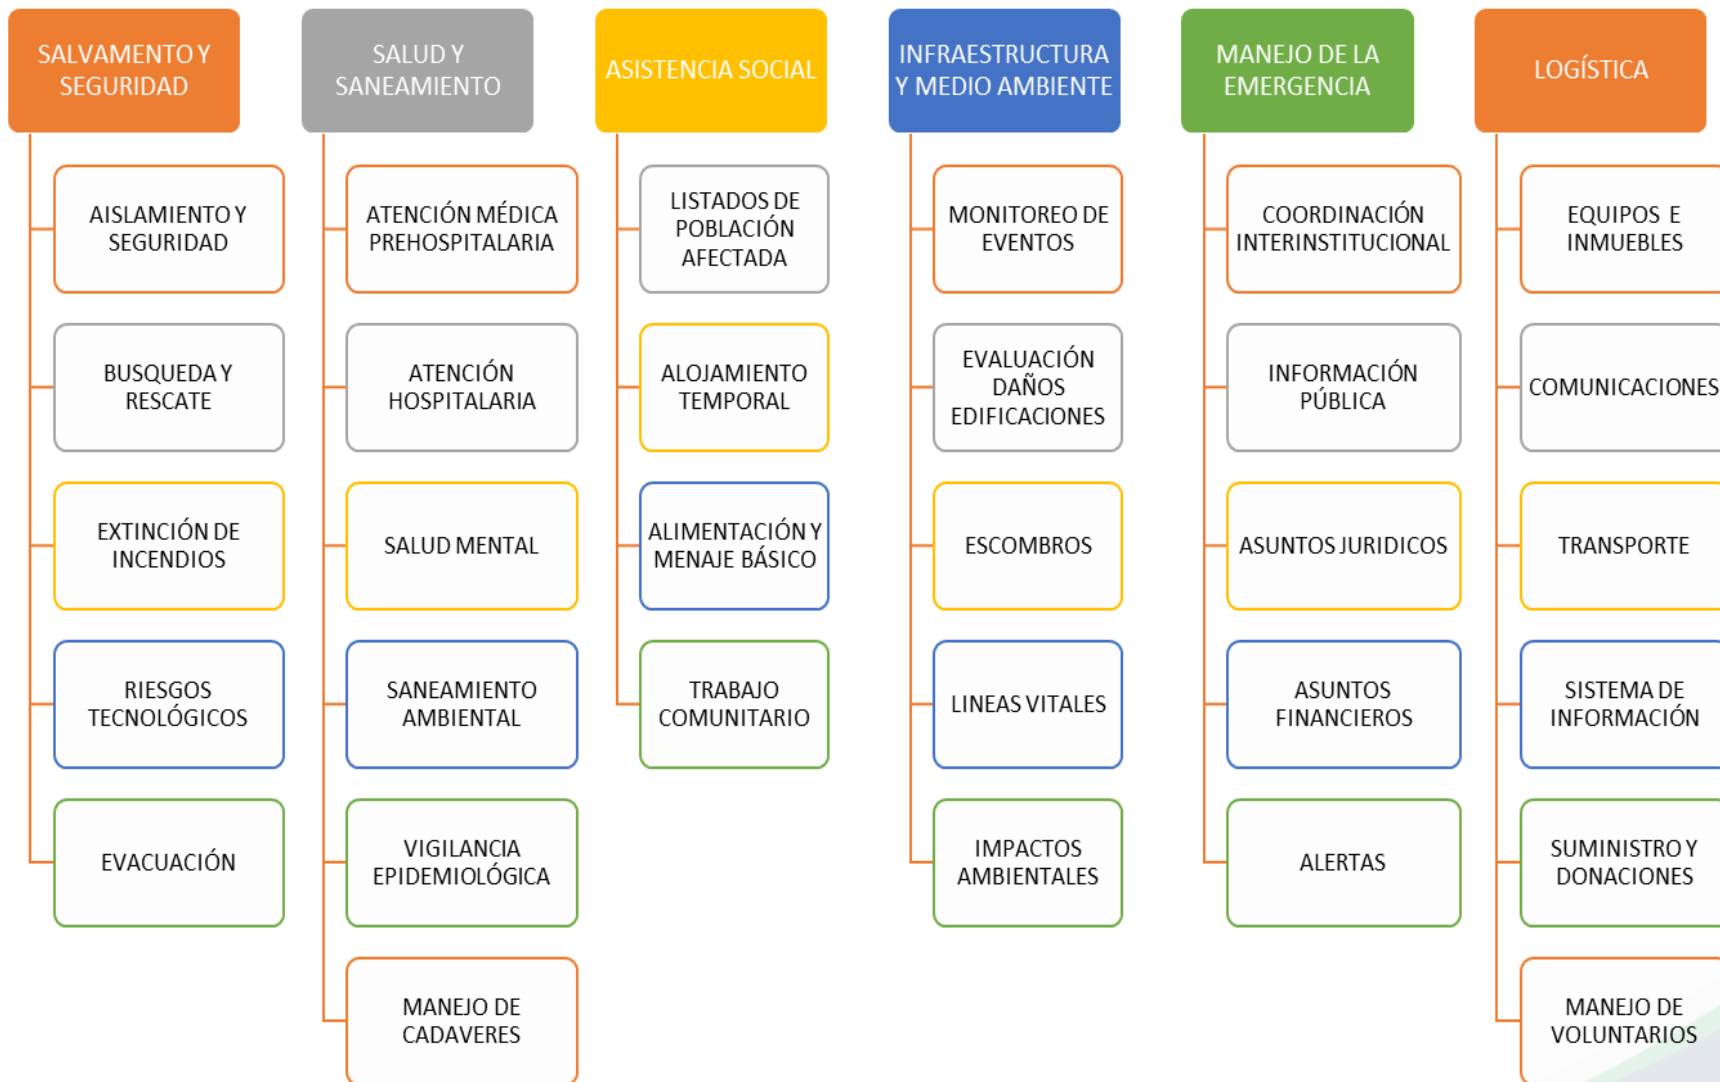 SALVAMENTO Y
SEGURIDAD
AISLAMIENTO Y
SEGURIDAD
BUSQUEDA Y
RESCATE
EXTINCIÓN DE
INCENDIOS
RIESGOS
TECNOLÓGICOS
EVACUACIÓN
SALUD Y
SANEAMIENTO
ATENCIÓN MÉDICA
PREHOSPITALARIA
ATENCIÓN
HOSPITALARIA
SALUD MENTAL
SANEAMIENTO
AMBIENTAL
VIGILANCIA
EPIDEMIOLÓGICA
MANEJO DE
CADAVERES
ASISTENCIA SOCIAL
LISTADOS DE
POBLACIÓN
AFECTADA
ALOJAMIENTO
TEMPORAL
ALIMENTACIÓN Y
MENAJE BÁSICO
TRABAJO
COMUNITARIO
INFRAESTRUCTURA
Y MEDIO AMBIENTE
MONITOREO DE
EVENTOS
EVALUACIÓN
DAÑOS
EDIFICACIONES
ESCOMBROS
LINEAS VITALES
IMPACTOS
AMBIENTALES
MANEJO DE LA
EMERGENCIA
COORDINACIÓN
INTERINSTITUCIONAL
INFORMACIÓN
PÚBLICA
ASUNTOS JURIDICOS
ASUNTOS
FINANCIEROS
ALERTAS
LOGÍSTICA
EQUIPOS E
INMUEBLES
COMUNICACIONES
TRANSPORTE
SISTEMA DE
INFORMACIÓN
SUMINISTRO Y
DONACIONES
MANEJO DE
VOLUNTARIOS